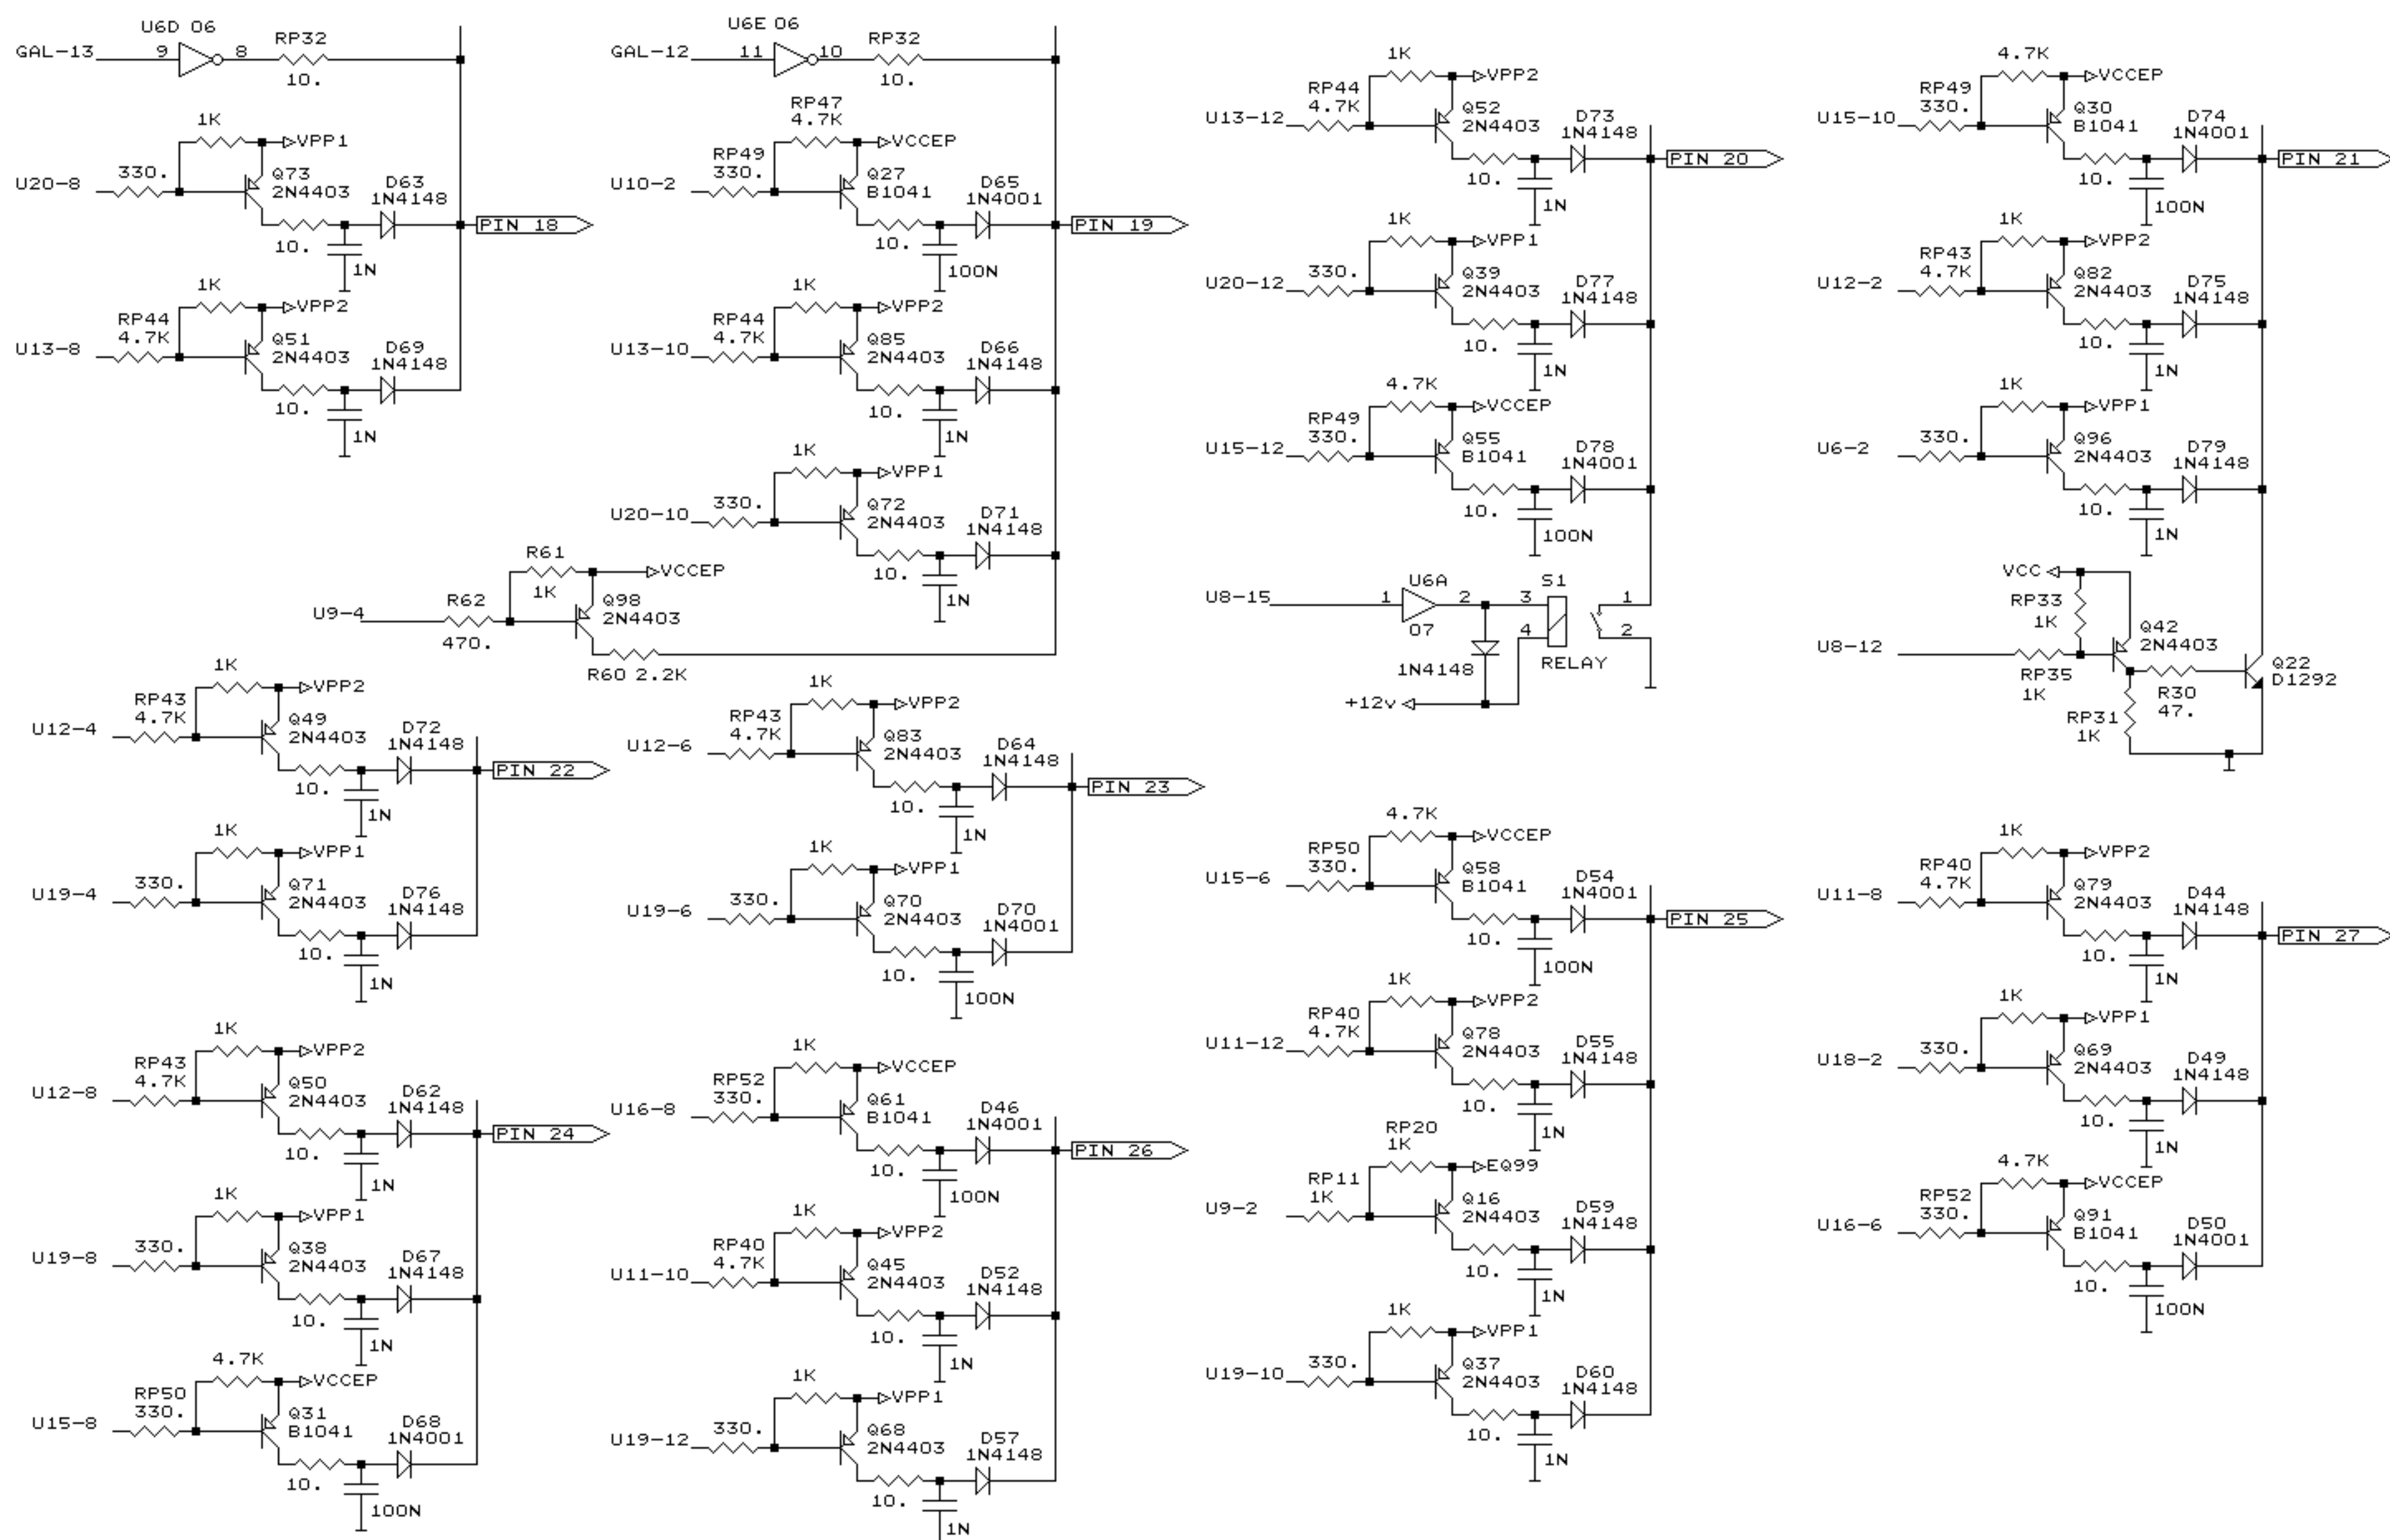 U6D 06
GAL-13
9
8
RP32
10.
1K
VPP1
330.
U20-8
Q73
2N4403
D63
1N4148
PIN 18
10.
1N
1K
VPP2
RP44
4.7K
U13-8
Q51
2N4403
D69
1N4148
10.
1N
U6E 06
GAL-12
11
10
RP32
10.
RP47
4.7K
VCCEP
RP49
330.
U10-2
Q27
B1041
D65
1N4001
PIN 19
10.
100N
1K
VPP2
RP44
4.7K
U13-10
Q85
2N4403
D66
1N4148
10.
1N
1K
VPP1
330.
U20-10
Q72
2N4403
D71
1N4148
10.
1N
R61
1K
VCCEP
U9-4
R62
470.
Q98
2N4403
R60 2.2K
1K
VPP2
RP44
4.7K
U13-12
Q52
2N4403
D73
1N4148
PIN 20
10.
1N
1K
VPP1
330.
U20-12
Q39
2N4403
D77
1N4148
10.
1N
4.7K
VCCEP
RP49
330.
U15-12
Q55
B1041
D78
1N4001
10.
100N
U8-15
U6A
1
2
07
S1
3
4
1
2
1N4148
RELAY
+12v
4.7K
VCCEP
RP49
330.
U15-10
Q30
B1041
D74
1N4001
PIN 21
10.
100N
1K
VPP2
RP43
4.7K
U12-2
Q82
2N4403
D75
1N4148
10.
1N
1K
VPP1
330.
U6-2
Q96
2N4403
D79
1N4148
10.
1N
VCC
RP33
1K
U8-12
Q42
2N4403
RP35
1K
R30
47.
RP31
1K
Q22
D1292
1K
VPP2
RP43
4.7K
U12-4
Q49
2N4403
D72
1N4148
PIN 22
10.
1N
1K
VPP1
330.
U19-4
Q71
2N4403
D76
1N4148
10.
1N
1K
VPP2
RP43
4.7K
U12-6
Q83
2N4403
D64
1N4148
PIN 23
10.
1N
1K
VPP1
330.
U19-6
Q70
2N4403
D70
1N4001
10.
100N
1K
VPP2
RP43
4.7K
U12-8
Q50
2N4403
D62
1N4148
PIN 24
10.
1N
1K
VPP1
330.
U19-8
Q38
2N4403
D67
1N4148
10.
1N
4.7K
VCCEP
RP50
330.
U15-8
Q31
B1041
D68
1N4001
10.
100N
1K
VCCEP
RP52
330.
U16-8
Q61
B1041
D46
1N4001
PIN 26
10.
100N
1K
VPP2
RP40
4.7K
U11-10
Q45
2N4403
D52
1N4148
10.
1N
1K
VPP1
330.
U19-12
Q68
2N4403
D57
1N4148
10.
1N
4.7K
VCCEP
RP50
330.
U15-6
Q58
B1041
D54
1N4001
PIN 25
10.
100N
1K
VPP2
RP40
4.7K
U11-12
Q78
2N4403
D55
1N4148
10.
1N
RP20
1K
EQ99
RP11
1K
U9-2
Q16
2N4403
D59
1N4148
10.
1N
1K
VPP1
330.
U19-10
Q37
2N4403
D60
1N4148
10.
1N
1K
VPP2
RP40
4.7K
U11-8
Q79
2N4403
D44
1N4148
PIN 27
10.
1N
1K
VPP1
330.
U18-2
Q69
2N4403
D49
1N4148
10.
1N
4.7K
VCCEP
RP52
330.
U16-6
Q91
B1041
D50
1N4001
10.
100N